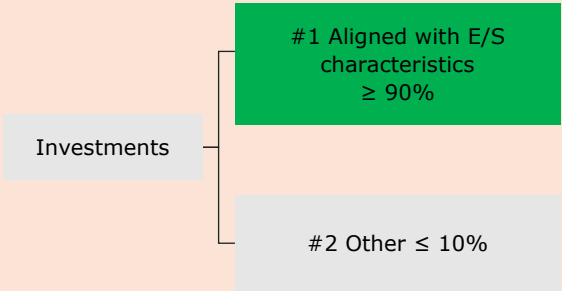 #1 Aligned with E/S
characteristics
≥ 90%
Investments
#2 Other ≤ 10%